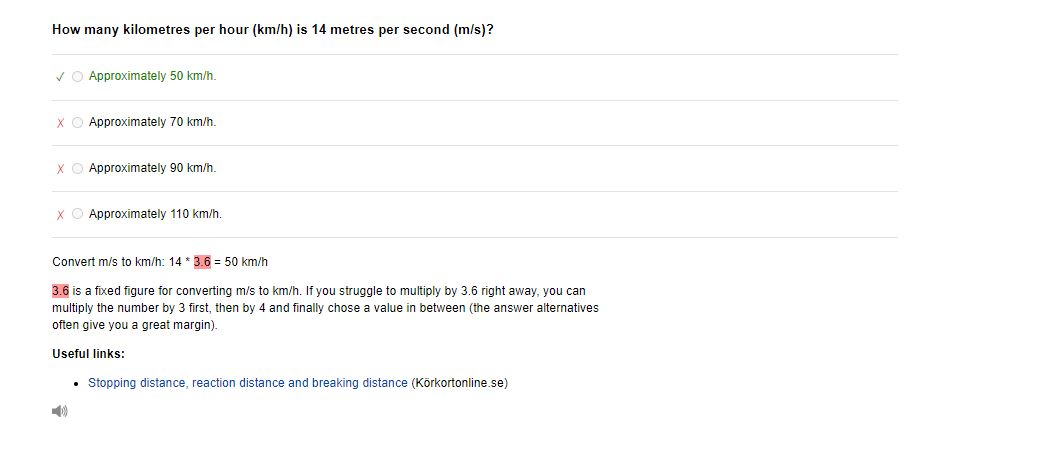 How many kilometres per hour (km/h) is 14 metres per second (m/s)?
✓ Approximately 50 km/h.
X Approximately 70 km/h.
X Approximately 90 km/h.
X Approximately 110 km/h.
Convert m/s to km/h: 14 * 3.6 = 50 km/h
3.6 is a fixed figure for converting m/s to km/h. If you struggle to multiply by 3.6 right away, you can
multiply the number by 3 first, then by 4 and finally chose a value in between (the answer alternatives
often give you a great margin).
Useful links:
• Stopping distance, reaction distance and breaking distance (Körkortonline.se)